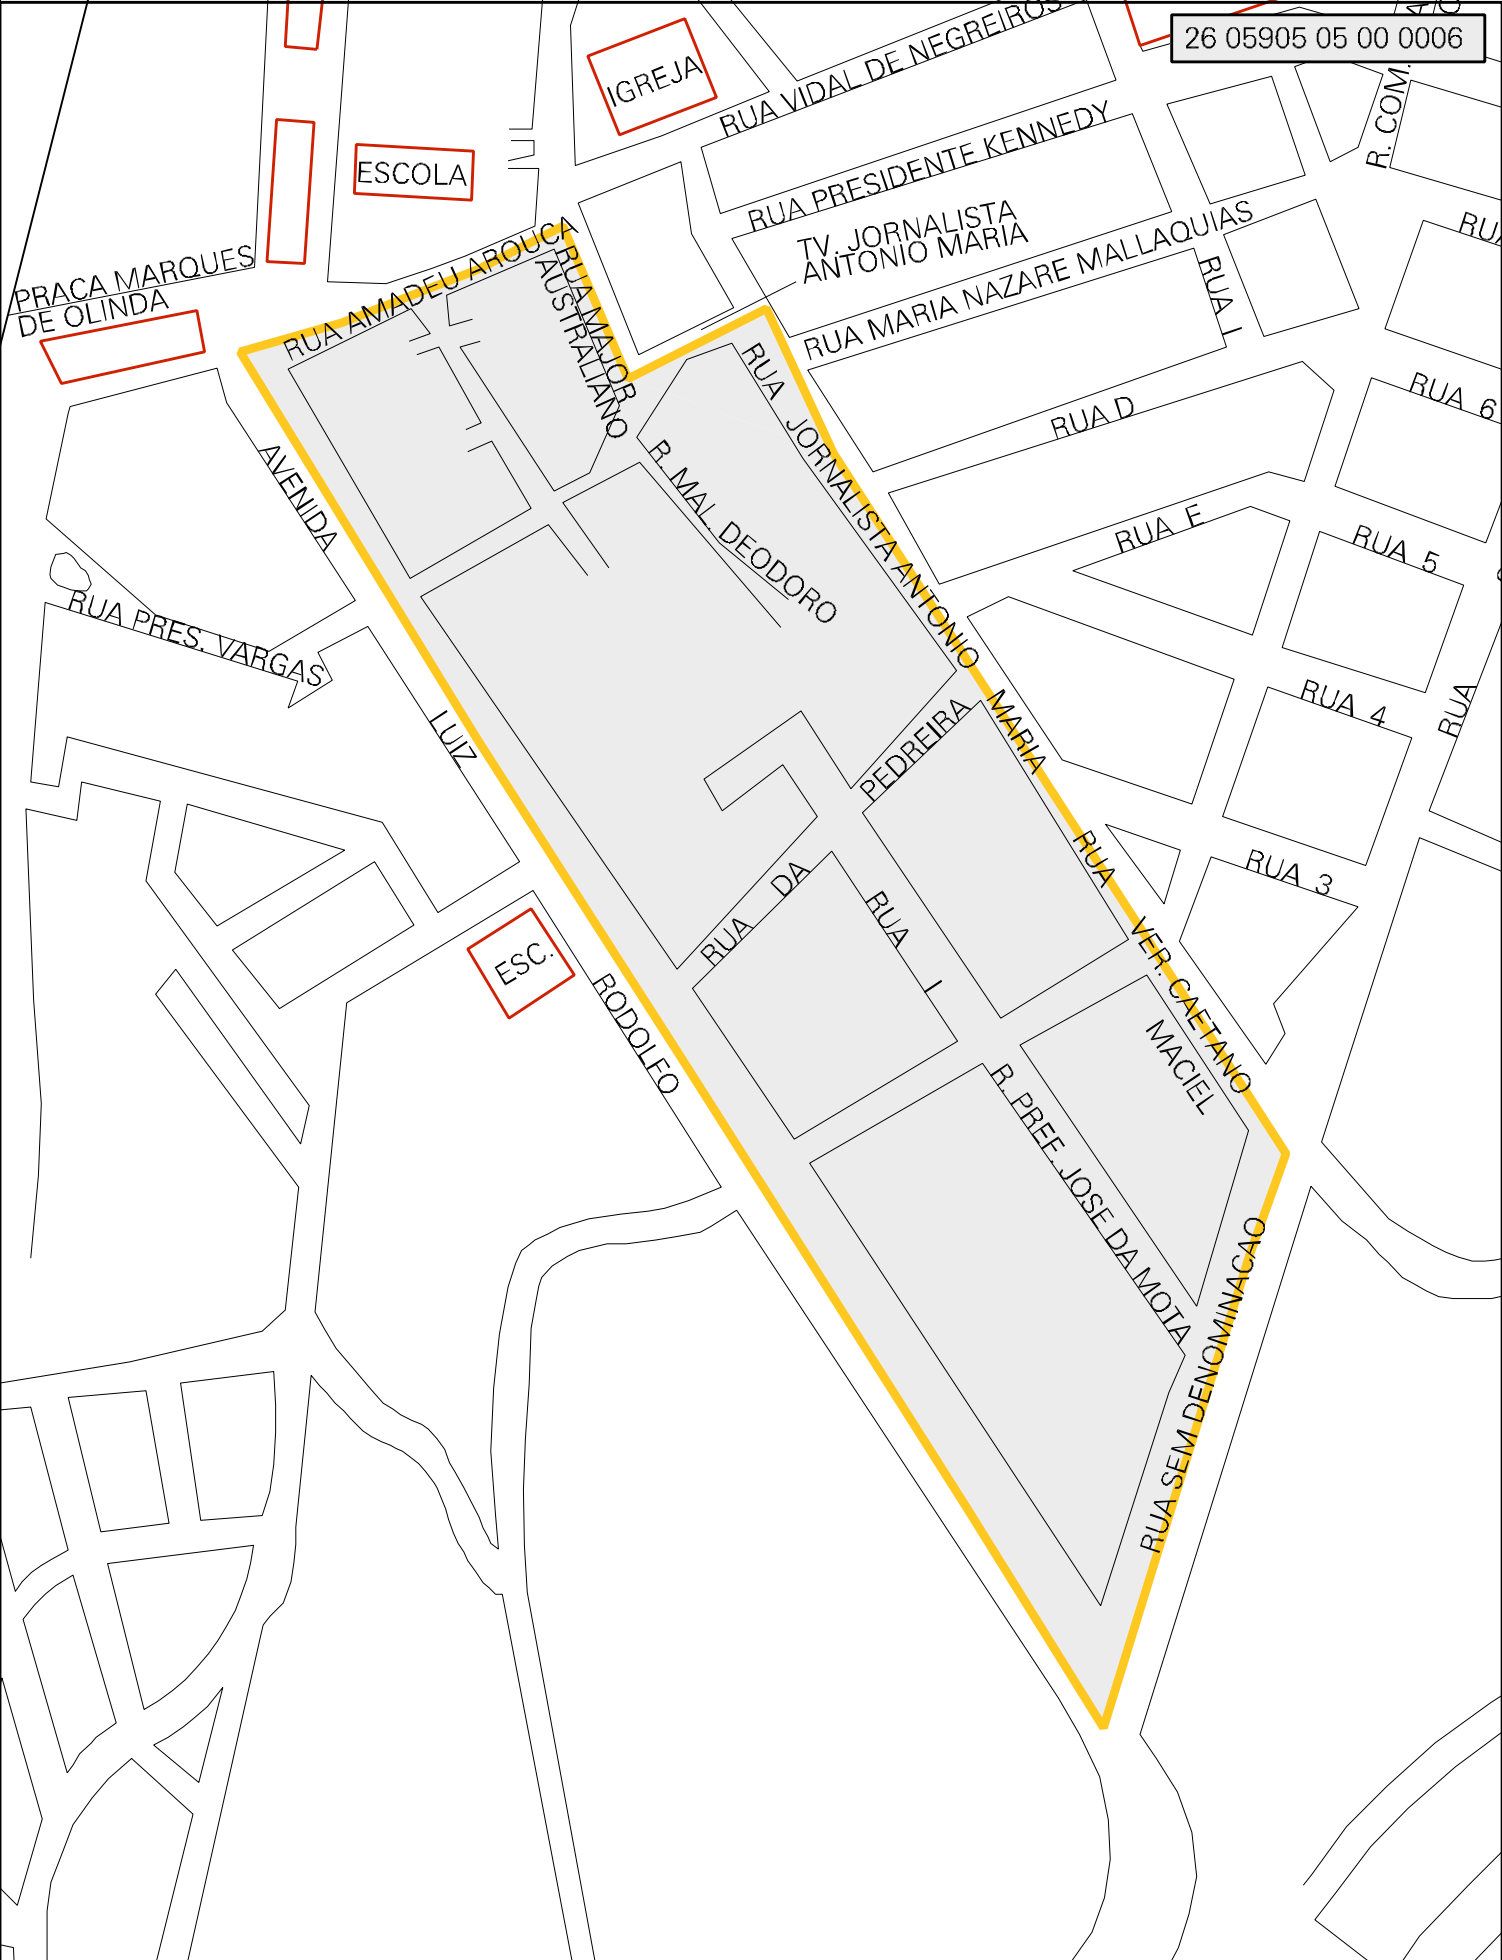 26 05905 05 00 0006
IGREJA
RUA VIDAL DE NEGREIROS
R. COM.
ESCOLA
RUA PRESIDENTE KENNEDY
TV. JORNALISTA
ANTONIO MARIA
RUA MARIA NAZARE MALLAQUIAS
PRACA MARQUES
DE OLINDA
RUA AMADEU AROUCA
RUA MAJOR
AUSTRALIANO
RUA I
RUA D
RUA 6
RUA JORNALISTA ANTONIO MARIA
R. MAL. DEODORO
RUA F
RUA 5
AVENIDA LUIZ RODOLFO
RUA PRES. VARGAS
RUA 4
RUA
RUA DA PEDREIRA
RUA 3
RUA I
RUA VER. CAETANO
MACIEL
ESC.
R. PREF. JOSE DA MOTA
RUA SEM DENOMINACAO